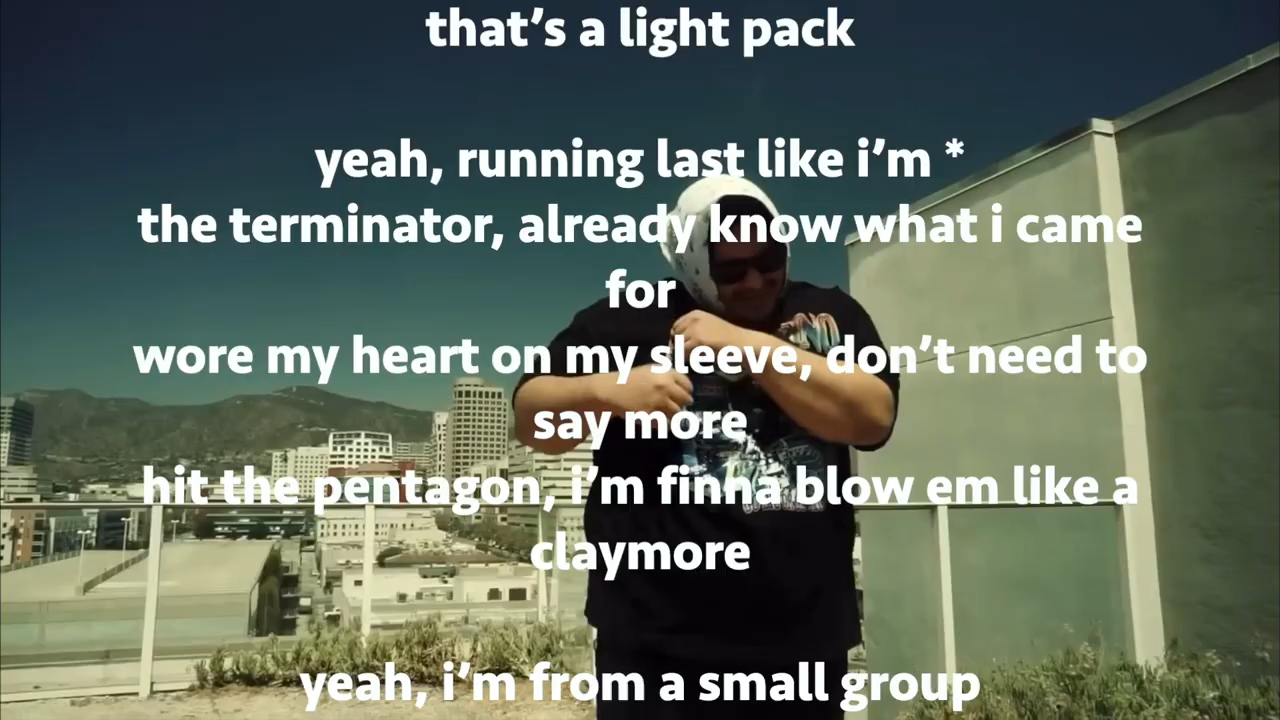 that's a light pack
yeah, running last like i'm *
the terminator, already know what i came
for
wore my heart on my sleeve, don't need to
say more
hit the pentagon, i'm finna blow em like a
claymore
yeah, i'm from a small group